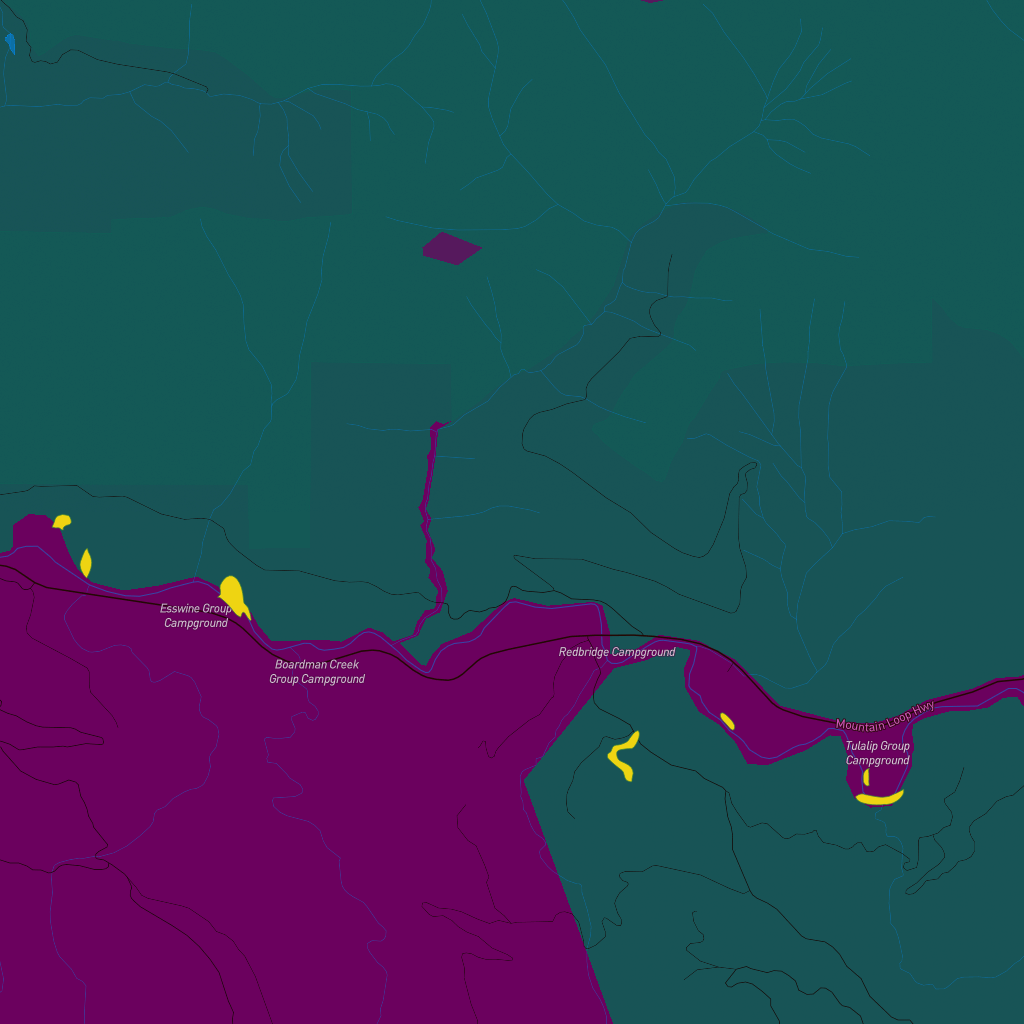 Esswine Group
Campground
Boardman Creek
Group Campground
Redbridge Campground
Mountain Loop Hwy
Tulalip Group
Campground